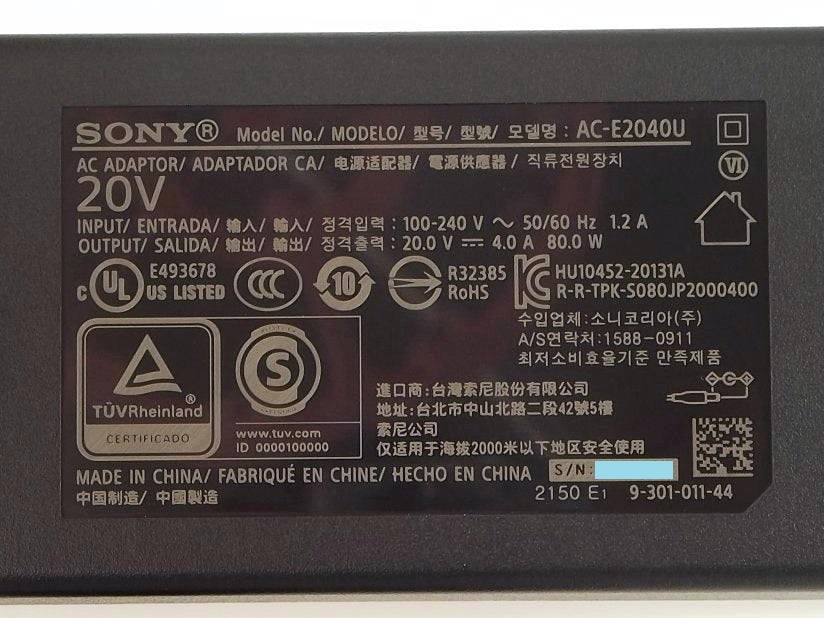 SONY® Model No./ MODELO/ 型号/ 型號/ 모델명 : AC-E2040U
AC ADAPTOR/ ADAPTADOR CA/ 电源适配器/ 電源供應器/ 직류전원장치
VI
20V
INPUT/ ENTRADA/ 输入/ 輸入/ 정격입력 : 100-240 V ~ 50/60 Hz 1.2 A
OUTPUT/ SALIDA/ 输出/ 輸出/ 정격출력 : 20.0 V ⎓ 4.0 A 80.0 W
C UL US LISTED E493678
CCC
10
R32385
RoHS
HU10452-20131A
R-R-TPK-S080JP2000400
수입업체:소니코리아(주)
A/S연락처:1588-0911
최저소비효율기준 만족제품
TÜVRheinland®
CERTIFICADO
S
www.tuv.com
ID 0000100000
進口商:台灣索尼股份有限公司
地址:台北市中山北路二段42號5樓
索尼公司
仅适用于海拔2000米以下地区安全使用
MADE IN CHINA/ FABRIQUÉ EN CHINE/ HECHO EN CHINA
S/N:
中国制造/ 中國製造
2150 E1 9-301-011-44